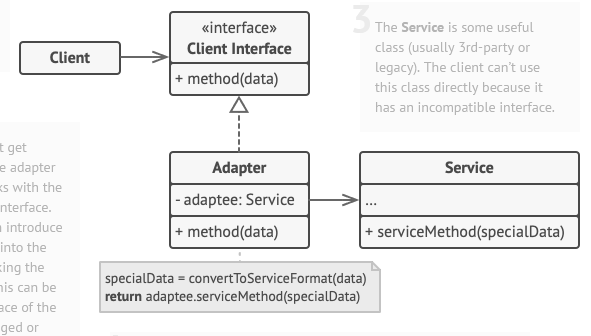 «interface»
Client Interface
+ method(data)
Client
3
The Service is some useful
class (usually 3rd-party or
legacy). The client can't use
this class directly because it
has an incompatible interface.
t get
e adapter
ks with the
nterface.
introduce
into the
king the
his can be
ace of the
ged or
Adapter
- adaptee: Service
+ method(data)
Service
...
+ serviceMethod(specialData)
specialData = convertToServiceFormat(data)
return adaptee.serviceMethod(specialData)